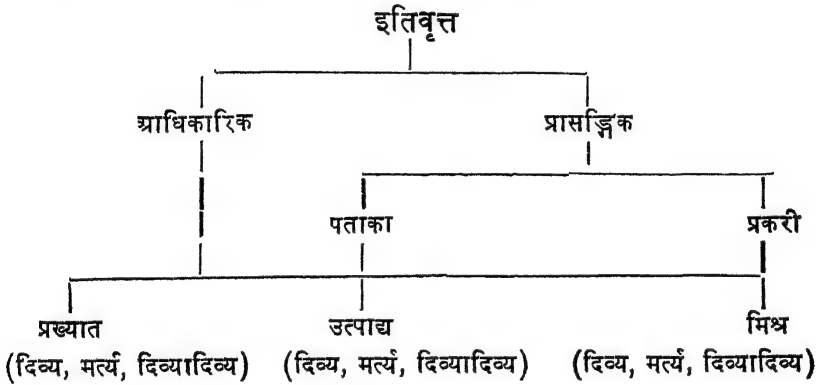 इतिवृत्त
आधिकारिक प्रासङ्गिक
पताका प्रकरी
प्रख्यात उत्पाद्य मिश्र
(दिव्य, मर्त्य, दिव्यादिव्य) (दिव्य, मर्त्य, दिव्यादिव्य) (दिव्य, मर्त्य, दिव्यादिव्य)